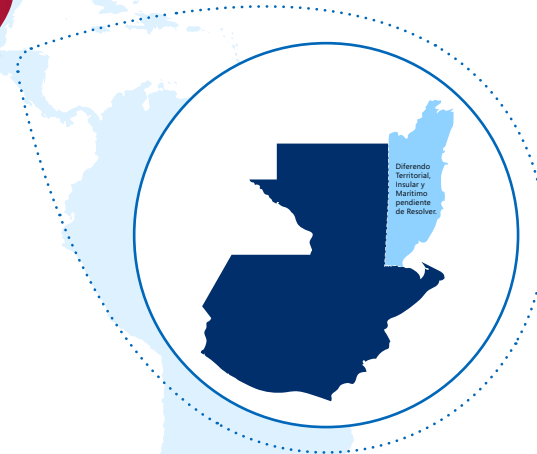 Diferendo
Territorial,
Insular y
Marítimo
pendiente
de Resolver.